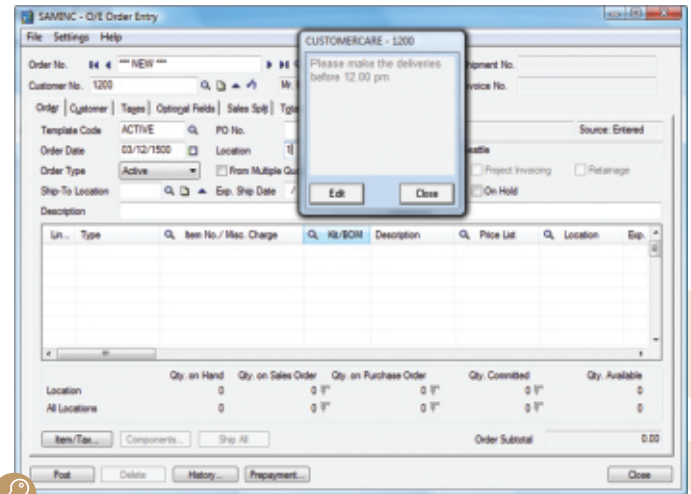 SAMINC - O/E Order Entry
File Settings Help
Order No. *** NEW ***
Customer No. 1200 Mr.
Order Customer Taxes Optional Fields Sales Split
Template Code ACTIVE PO No. Source: Entered
Order Date 03/12/1500 Location 1
Order Type Active From Multiple Project Invoicing Retainage
Ship-To Location Exp. Ship Date / On Hold
Description
CUSTOMERCARE - 1200
Please make the deliveries
before 12.00 pm
Edit Close
Lin... Type Item No./ Misc. Charge Kit/BOM Description Price List Location Exp.
Qty. on Hand Qty. on Sales Order Qty. on Purchase Order Qty. Committed Qty. Available
Location 0 0 0 0 0
All Locations 0 0 0 0 0
Item/Tax... Components... Ship All Order Subtotal 0.00
Post Delete History... Prepayment... Close